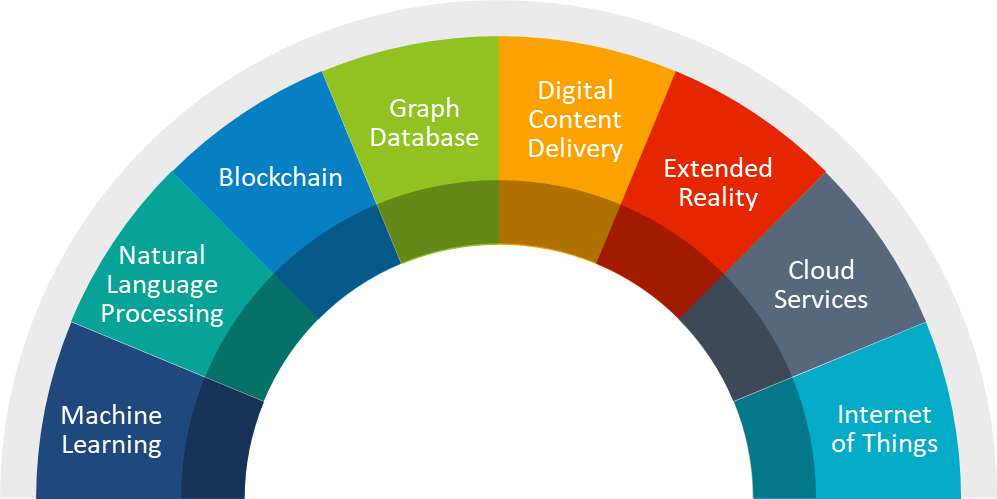 Machine
Learning
Natural
Language
Processing
Blockchain
Graph
Database
Digital
Content
Delivery
Extended
Reality
Cloud
Services
Internet
of Things